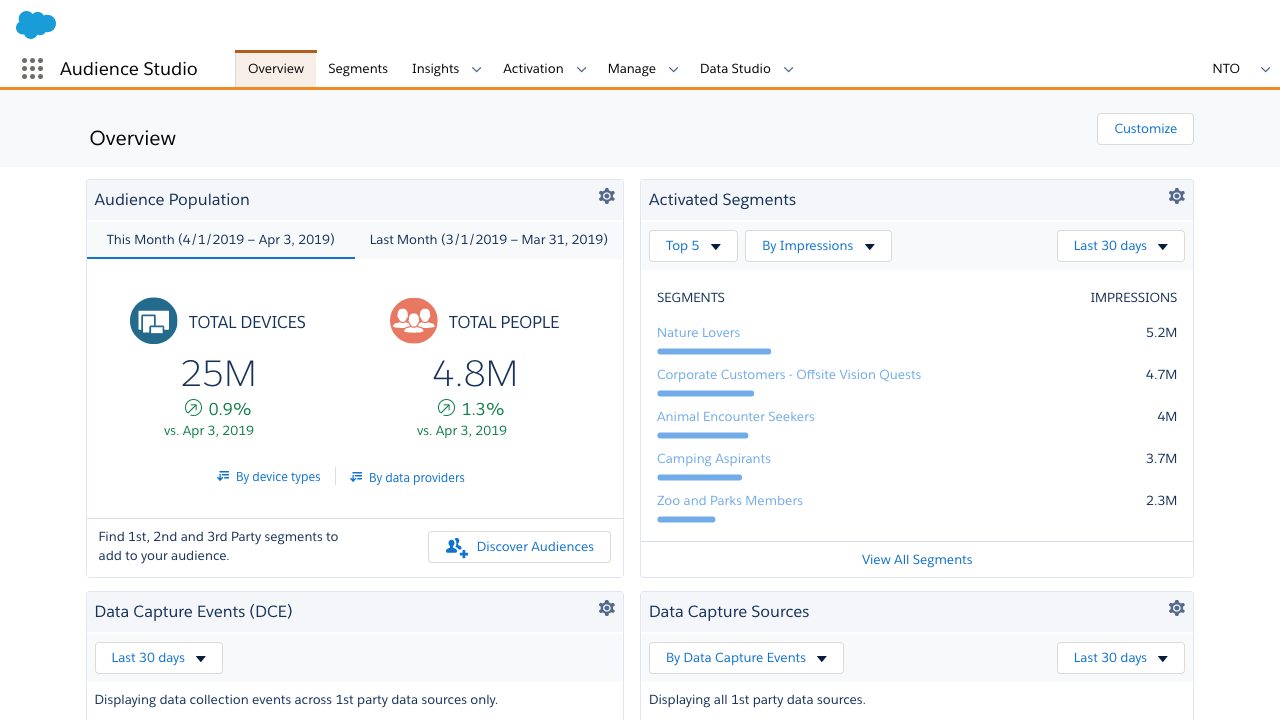 Audience Studio
Overview
Segments
Insights
Activation
Manage
Data Studio
NTO
Overview
Customize
Audience Population
This Month (4/1/2019 – Apr 3, 2019)
Last Month (3/1/2019 – Mar 31, 2019)
TOTAL DEVICES
25M
0.9%
vs. Apr 3, 2019
TOTAL PEOPLE
4.8M
1.3%
vs. Apr 3, 2019
By device types
By data providers
Find 1st, 2nd and 3rd Party segments to
add to your audience.
Discover Audiences
Activated Segments
Top 5
By Impressions
Last 30 days
SEGMENTS IMPRESSIONS
Nature Lovers 5.2M
Corporate Customers - Offsite Vision Quests 4.7M
Animal Encounter Seekers 4M
Camping Aspirants 3.7M
Zoo and Parks Members 2.3M
View All Segments
Data Capture Events (DCE)
Last 30 days
Displaying data collection events across 1st party data sources only.
Data Capture Sources
By Data Capture Events
Last 30 days
Displaying all 1st party data sources.